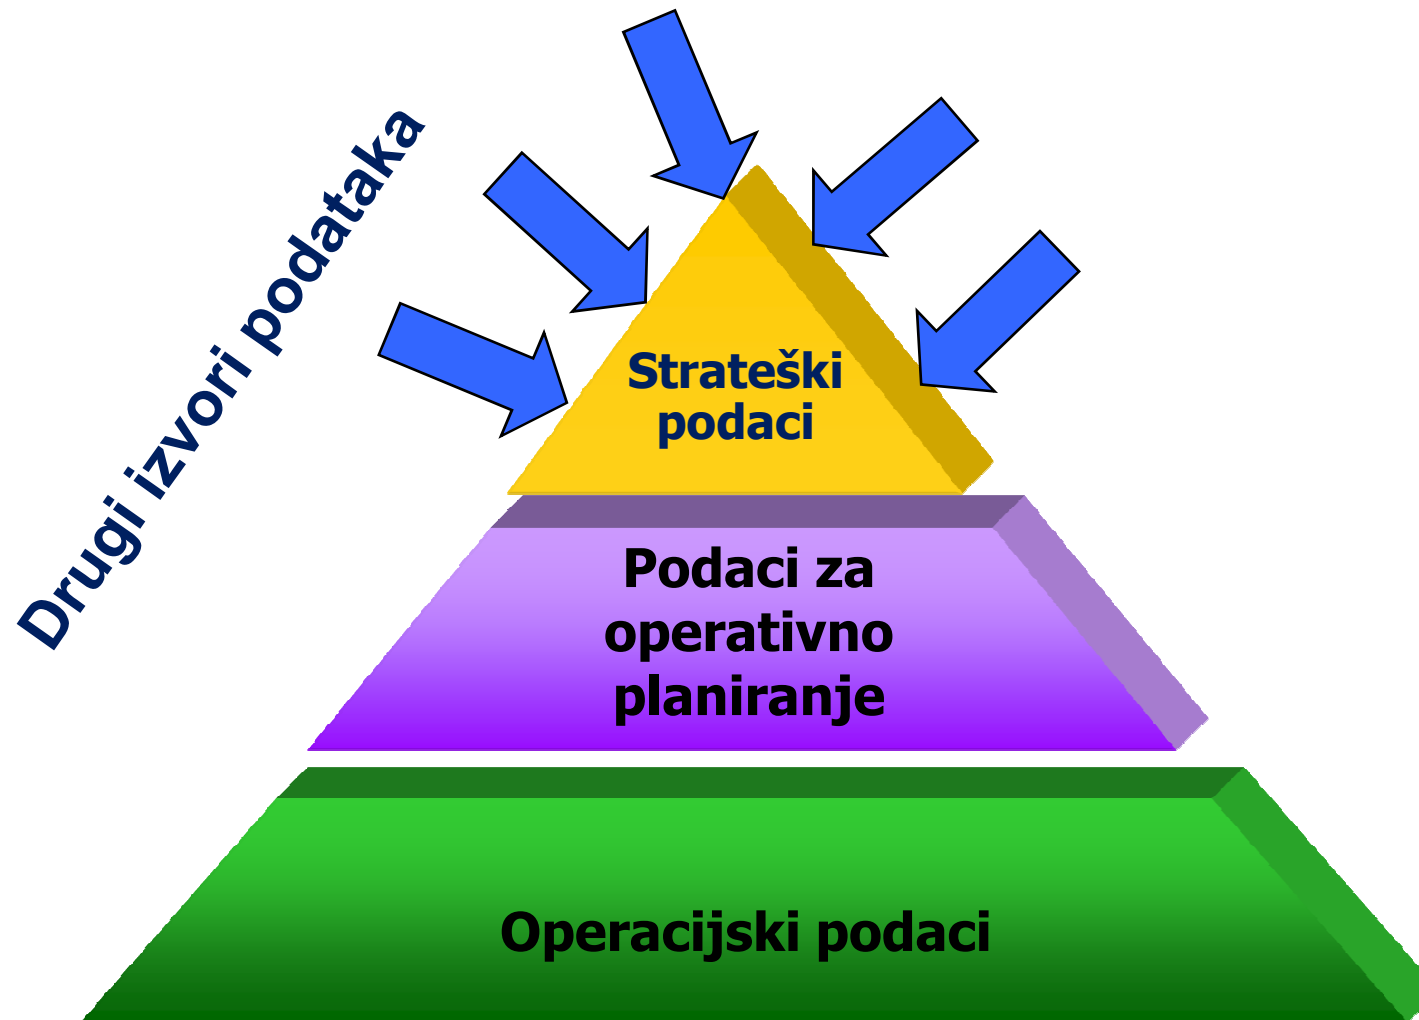 Drugi izvori podataka
Strateški
podaci
Podaci za
operativno
planiranje
Operacijski podaci